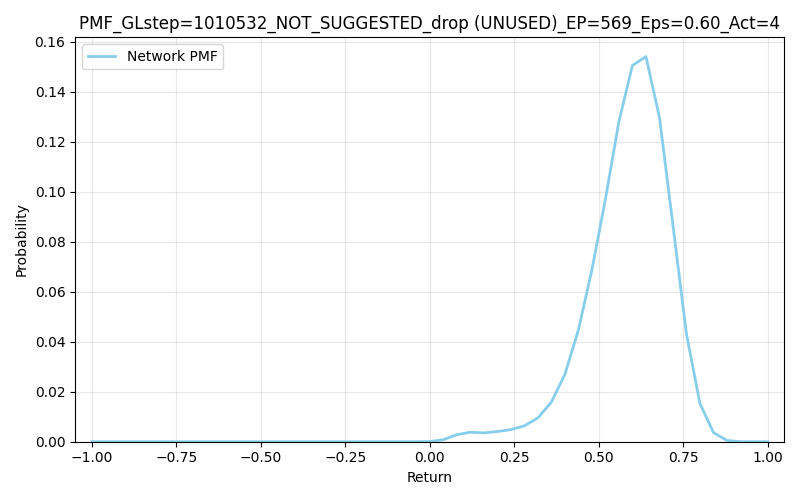 PMF_GLstep=1010532_NOT_SUGGESTED_drop (UNUSED)_EP=569_Eps=0.60_Act=4
Network PMF
Probability
0.16
0.14
0.12
0.10
0.08
0.06
0.04
0.02
0.00
−1.00 −0.75 −0.50 −0.25 0.00 0.25 0.50 0.75 1.00
Return